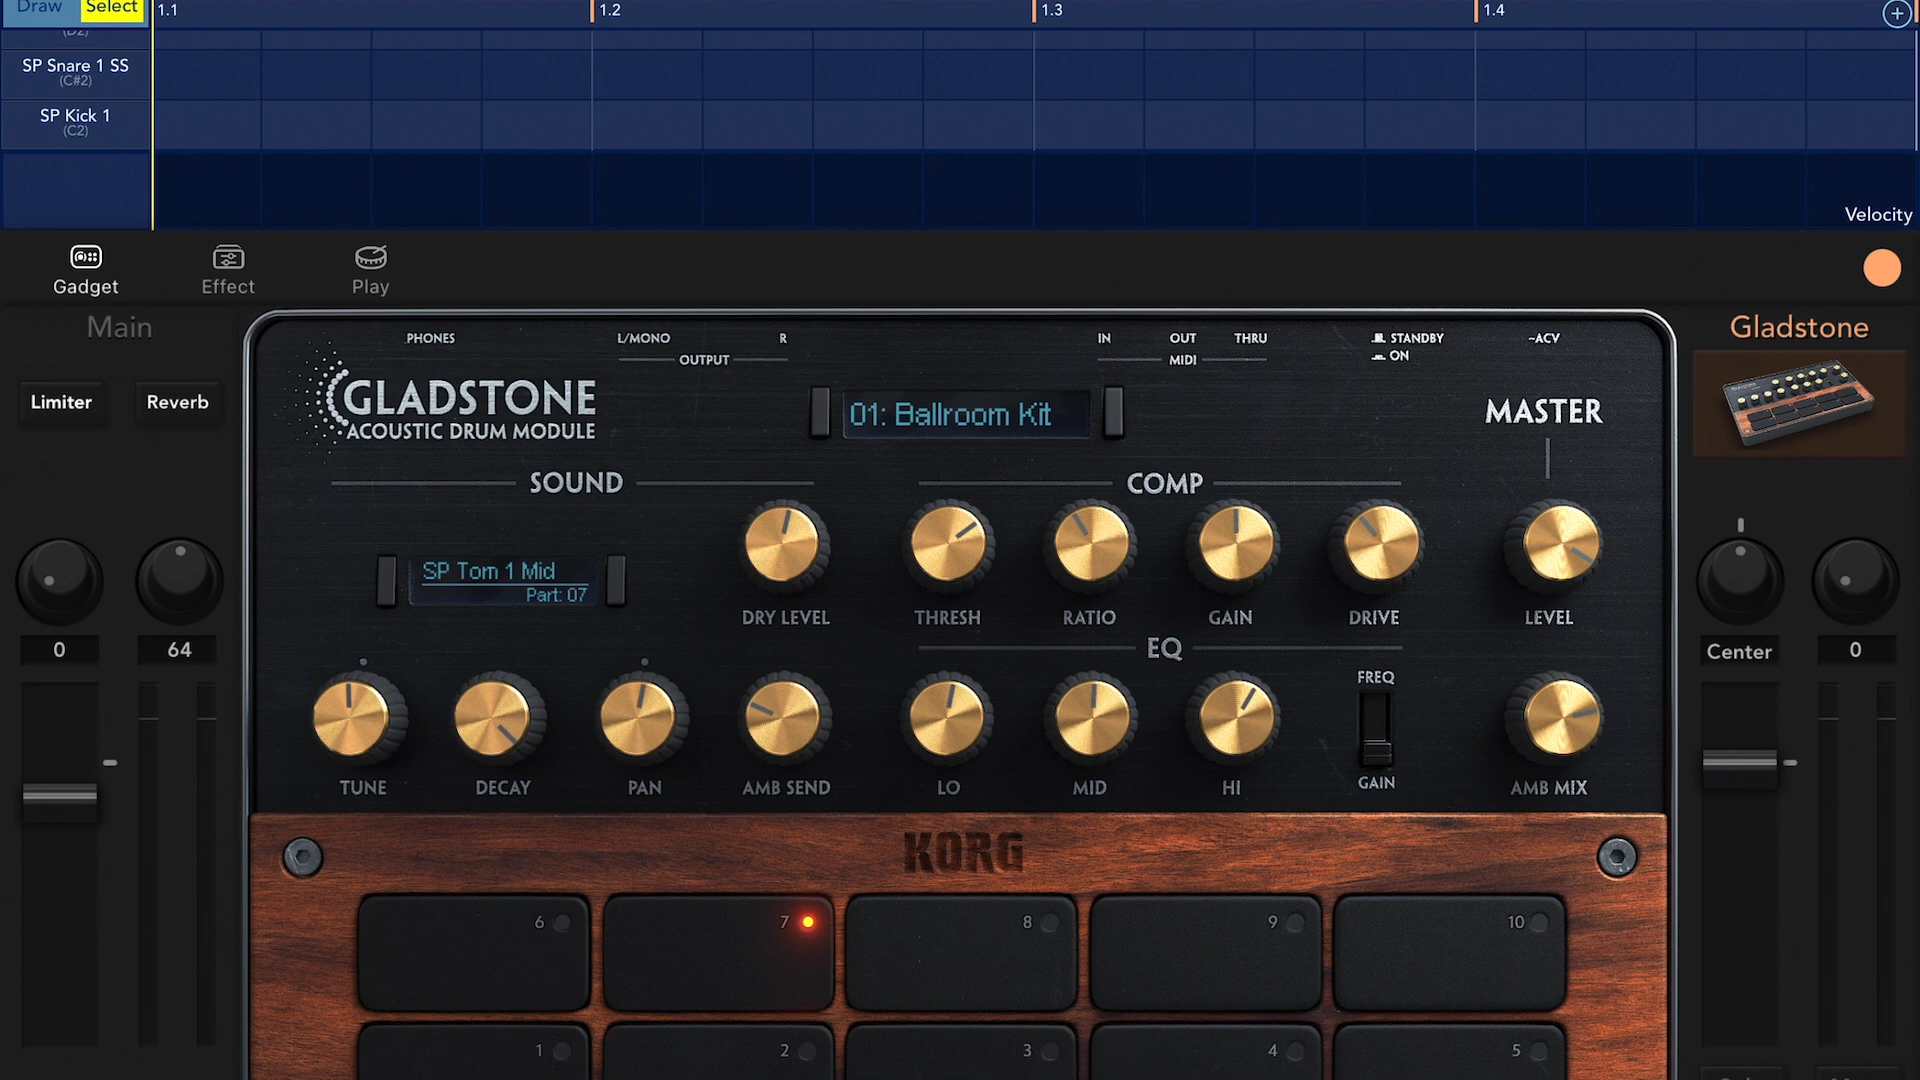 Draw Select 1.1 1.2 1.3 1.4
(D2)
SP Snare 1 SS
(C#2)
SP Kick 1
(C2)
Velocity
Gadget Effect Play
Main
Limiter Reverb
0 64
PHONES L/MONO R IN OUT THRU STANDBY ~ACV
OUTPUT MIDI ON
GLADSTONE
ACOUSTIC DRUM MODULE
01: Ballroom Kit
MASTER
SOUND COMP
SP Tom 1 Mid
Part: 07
DRY LEVEL THRESH RATIO GAIN DRIVE LEVEL
EQ
FREQ
TUNE DECAY PAN AMB SEND LO MID HI GAIN AMB MIX
KORG
6 7 8 9 10
1 2 3 4 5
Gladstone
GLADSTONE
Center 0